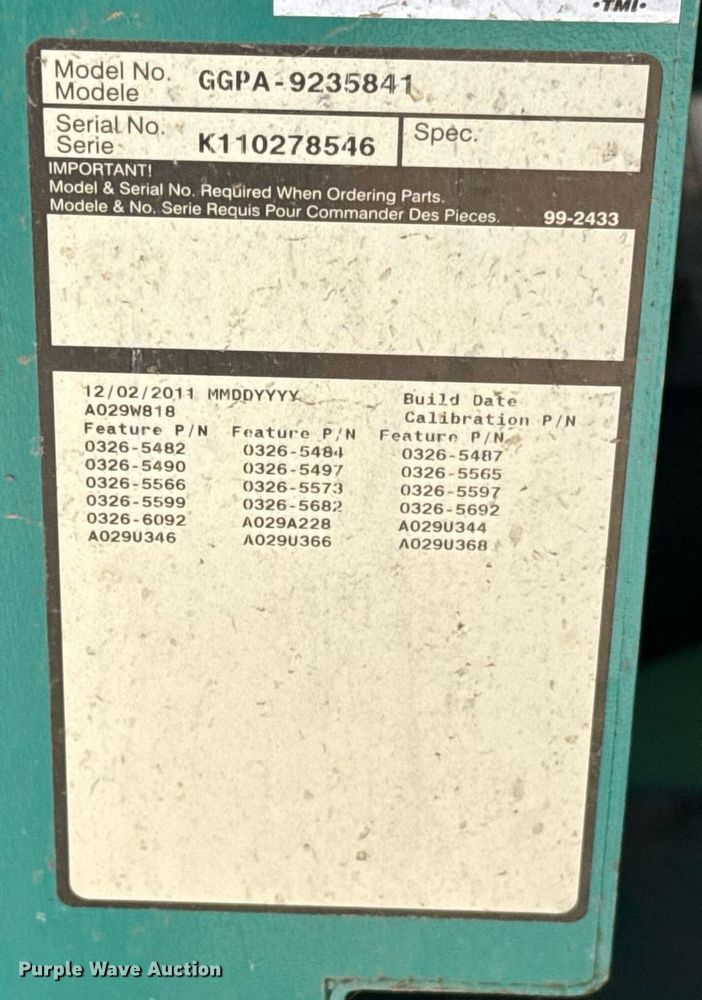 ·TMI·
Model No. GGPA-9235841
Modele
Serial No. K110278546 Spec.
Serie
IMPORTANT!
Model & Serial No. Required When Ordering Parts.
Modele & No. Serie Requis Pour Commander Des Pieces. 99-2433
12/02/2011 MMDDYYYY Build Date
A029W818 Calibration P/N
Feature P/N Feature P/N Feature P/N
0326-5482 0326-5484 0326-5487
0326-5490 0326-5497 0326-5565
0326-5566 0326-5573 0326-5597
0326-5599 0326-5682 0326-5692
0326-6092 A029A228 A029U344
A029U346 A029U366 A029U368
Purple Wave Auction